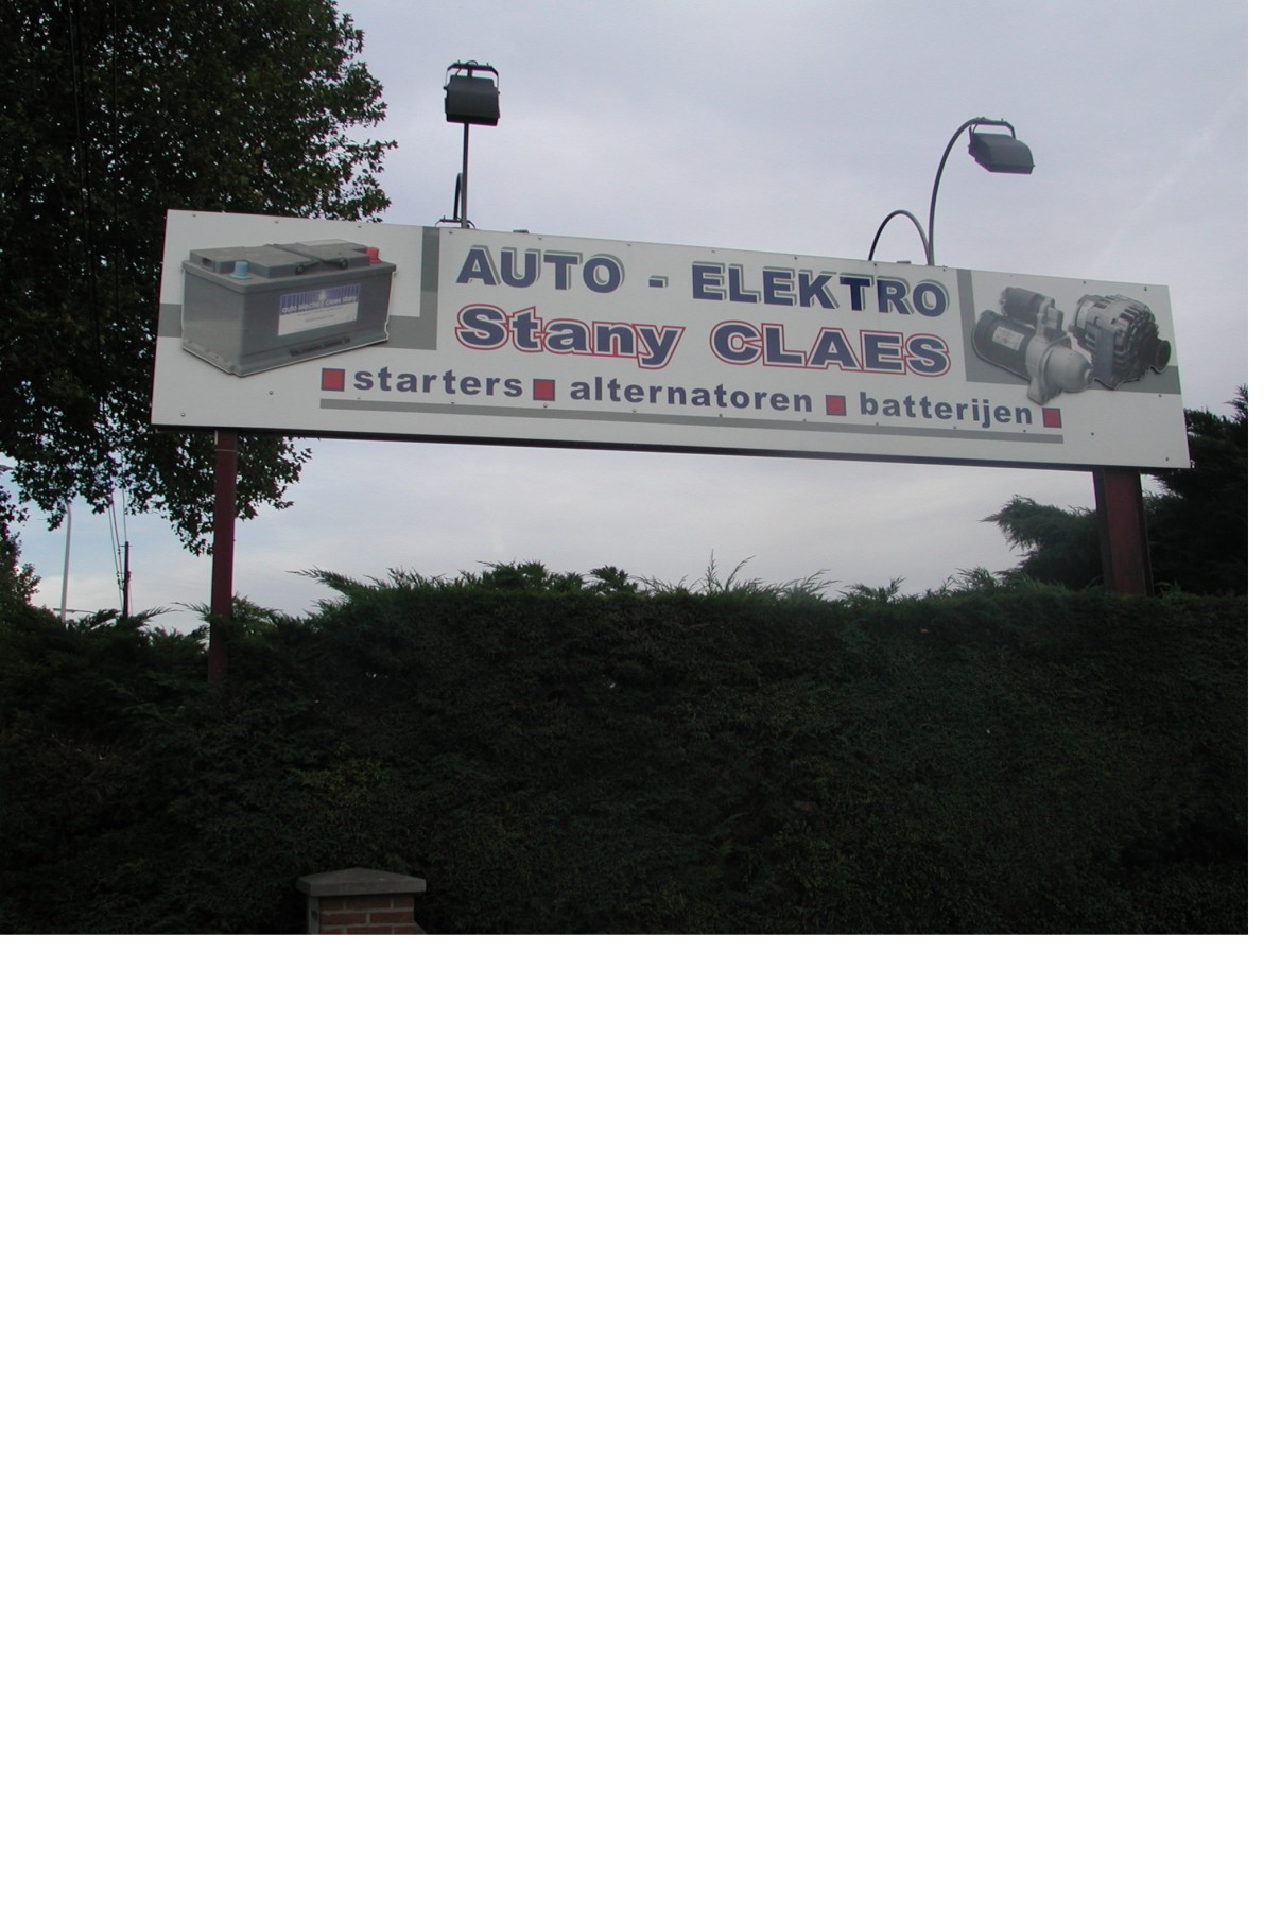 AUTO - ELEKTRO
Stany CLAES
starters alternatoren batterijen